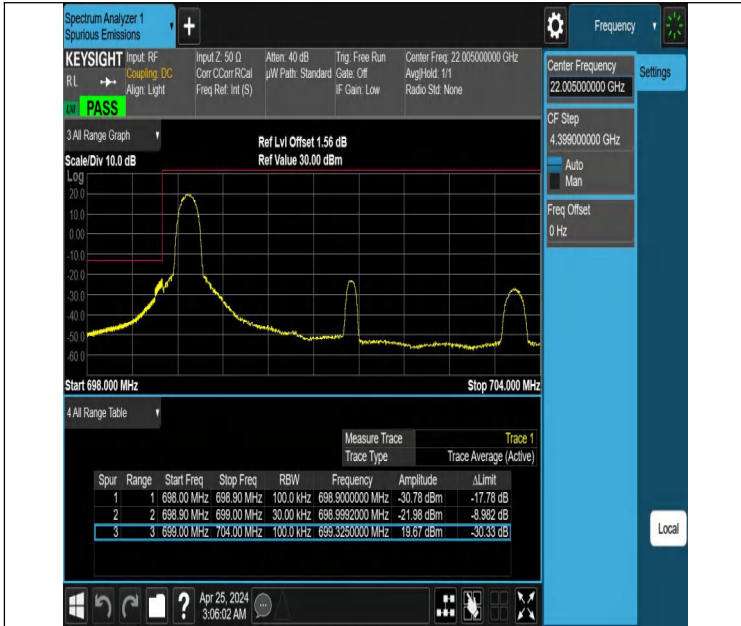 Spectrum Analyzer 1
Spurious Emissions
+
Frequency
KEYSIGHT Input: RF Input Z: 50 Ω Atten: 40 dB Trig: Free Run Center Freq: 22.005000000 GHz
RL Coupling: DC Corr CCorr RCal µW Path: Standard Gate: Off Avg|Hold: 1/1
Align: Light Freq Ref: Int (S) IF Gain: Low Radio Std: None
PASS
Center Frequency
22.005000000 GHz
Settings
CF Step
4.399000000 GHz
Auto
Man
Freq Offset
0 Hz
Local
3 All Range Graph
Ref Lvl Offset 1.56 dB
Scale/Div 10.0 dB Ref Value 30.00 dBm
Log
20.0
10.0
0.00
-10.0
-20.0
-30.0
-40.0
-50.0
-60.0
Start 698.000 MHz Stop 704.000 MHz
4 All Range Table
Measure Trace Trace 1
Trace Type Trace Average (Active)
Spur Range Start Freq Stop Freq RBW Frequency Amplitude ΔLimit
1 1 698.00 MHz 698.90 MHz 100.0 kHz 698.9000000 MHz -30.78 dBm -17.78 dB
2 2 698.90 MHz 699.00 MHz 30.00 kHz 698.9992000 MHz -21.98 dBm -8.982 dB
3 3 699.00 MHz 704.00 MHz 100.0 kHz 699.3250000 MHz 19.67 dBm -30.33 dB
? Apr 25, 2024
3:06:02 AM